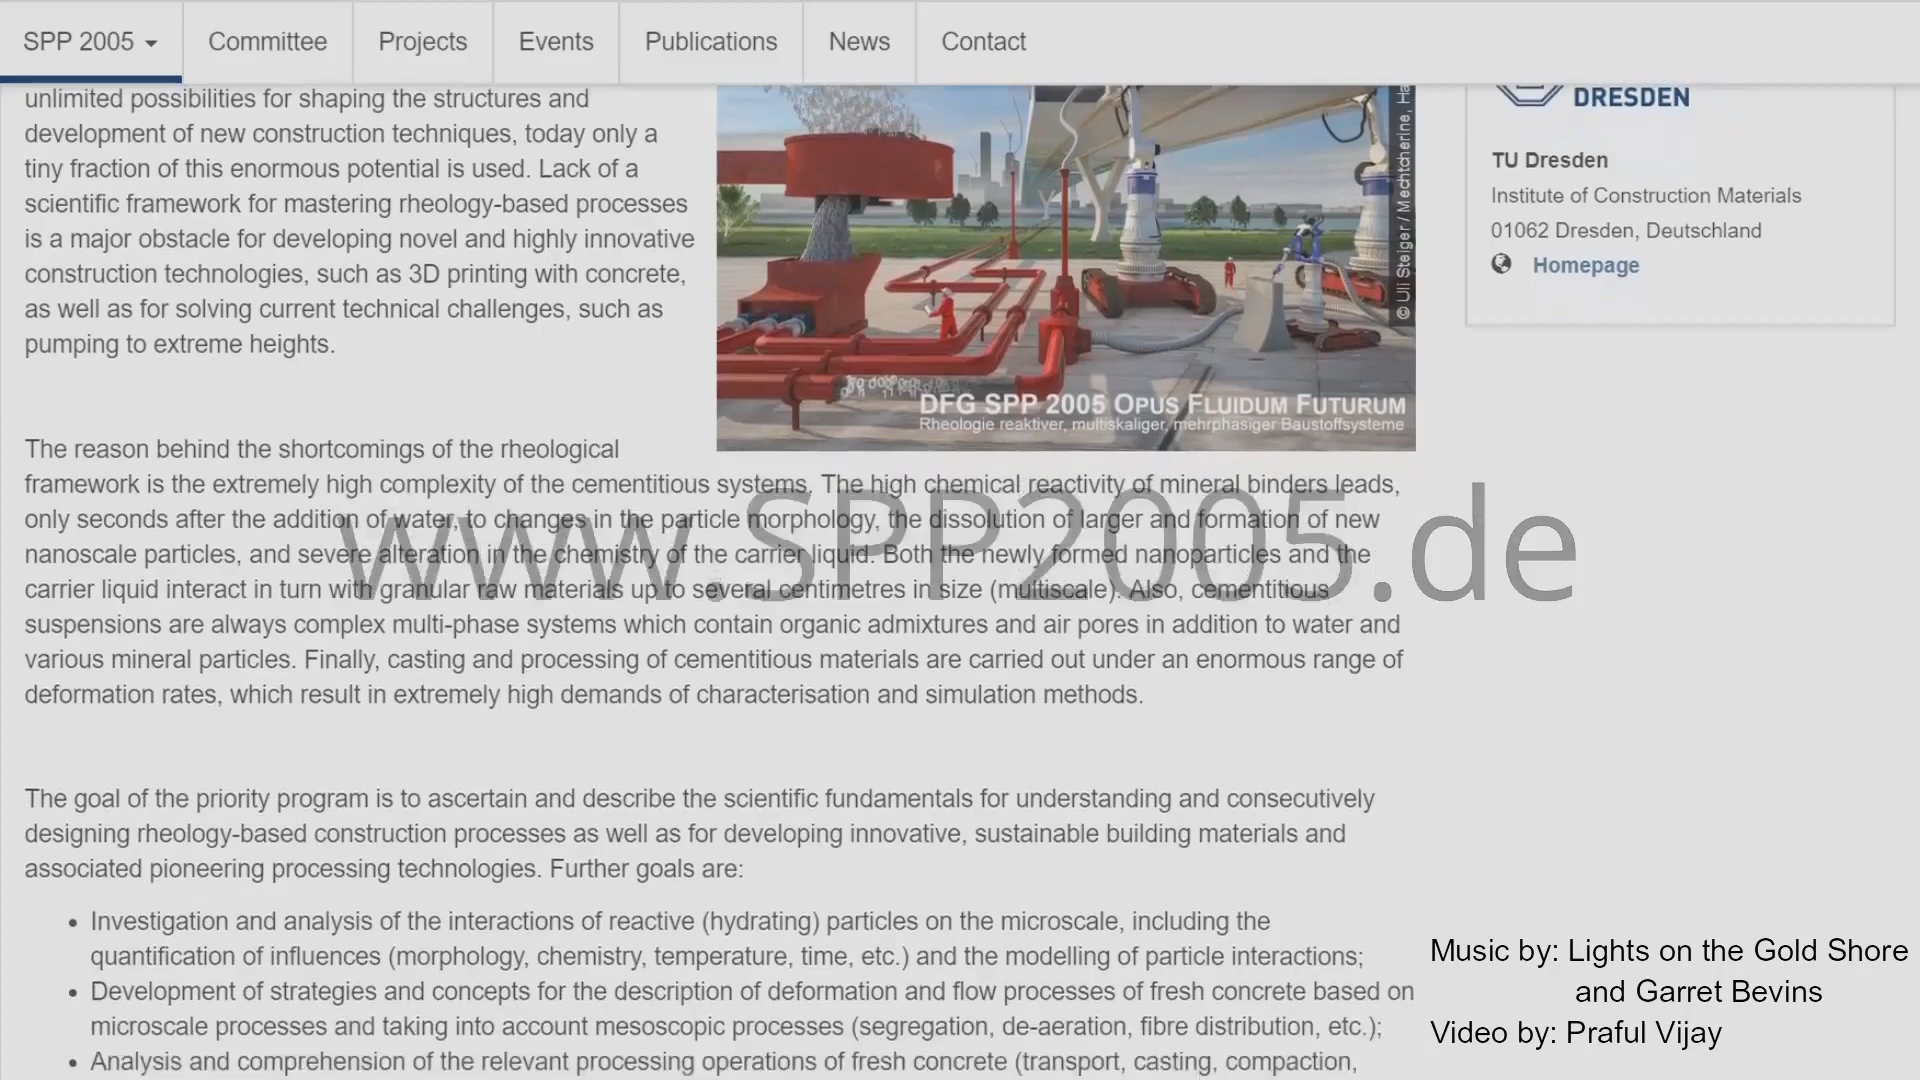 SPP 2005
Committee
Projects
Events
Publications
News
Contact
unlimited possibilities for shaping the structures and
development of new construction techniques, today only a
tiny fraction of this enormous potential is used. Lack of a
scientific framework for mastering rheology-based processes
is a major obstacle for developing novel and highly innovative
construction technologies, such as 3D printing with concrete,
as well as for solving current technical challenges, such as
pumping to extreme heights.
© Uli Steiger / Mechtcherine,
DFG SPP 2005 OPUS FLUIDUM FUTURUM
Rheologie reaktiver, multiskaliger, mehrphasiger Baustoffsysteme
DRESDEN
TU Dresden
Institute of Construction Materials
01062 Dresden, Deutschland
Homepage
The reason behind the shortcomings of the rheological
framework is the extremely high complexity of the cementitious systems. The high chemical reactivity of mineral binders leads,
only seconds after the addition of water, to changes in the particle morphology, the dissolution of larger and formation of new
nanoscale particles, and severe alteration in the chemistry of the carrier liquid. Both the newly formed nanoparticles and the
carrier liquid interact in turn with granular raw materials up to several centimetres in size (multiscale). Also, cementitious
suspensions are always complex multi-phase systems which contain organic admixtures and air pores in addition to water and
various mineral particles. Finally, casting and processing of cementitious materials are carried out under an enormous range of
deformation rates, which result in extremely high demands of characterisation and simulation methods.
www.SPP2005.de
The goal of the priority program is to ascertain and describe the scientific fundamentals for understanding and consecutively
designing rheology-based construction processes as well as for developing innovative, sustainable building materials and
associated pioneering processing technologies. Further goals are:
• Investigation and analysis of the interactions of reactive (hydrating) particles on the microscale, including the
quantification of influences (morphology, chemistry, temperature, time, etc.) and the modelling of particle interactions;
• Development of strategies and concepts for the description of deformation and flow processes of fresh concrete based on
microscale processes and taking into account mesoscopic processes (segregation, de-aeration, fibre distribution, etc.);
• Analysis and comprehension of the relevant processing operations of fresh concrete (transport, casting, compaction,
Music by: Lights on the Gold Shore
and Garret Bevins
Video by: Praful Vijay